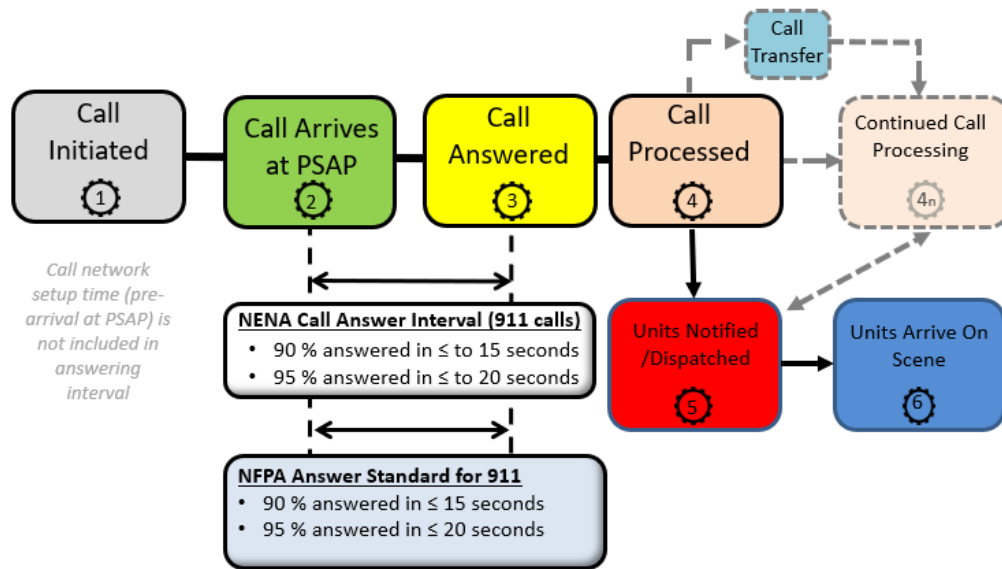 Call
Transfer
Call
Initiated
1
Call Arrives
at PSAP
2
Call
Answered
3
Call
Processed
4
Continued Call
Processing
4n
Call network
setup time (pre-
arrival at PSAP) is
not included in
answering
interval
NENA Call Answer Interval (911 calls)
• 90 % answered in ≤ to 15 seconds
• 95 % answered in ≤ to 20 seconds
Units Notified
/Dispatched
5
Units Arrive On
Scene
6
NFPA Answer Standard for 911
• 90 % answered in ≤ 15 seconds
• 95 % answered in ≤ 20 seconds